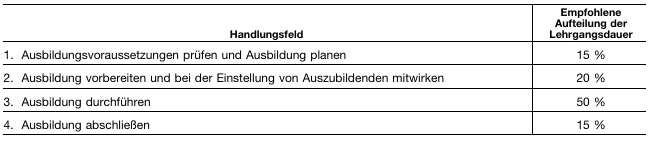 Handlungsfeld
Empfohlene
Aufteilung der
Lehrgangsdauer
1. Ausbildungsvoraussetzungen prüfen und Ausbildung planen 15 %
2. Ausbildung vorbereiten und bei der Einstellung von Auszubildenden mitwirken 20 %
3. Ausbildung durchführen 50 %
4. Ausbildung abschließen 15 %